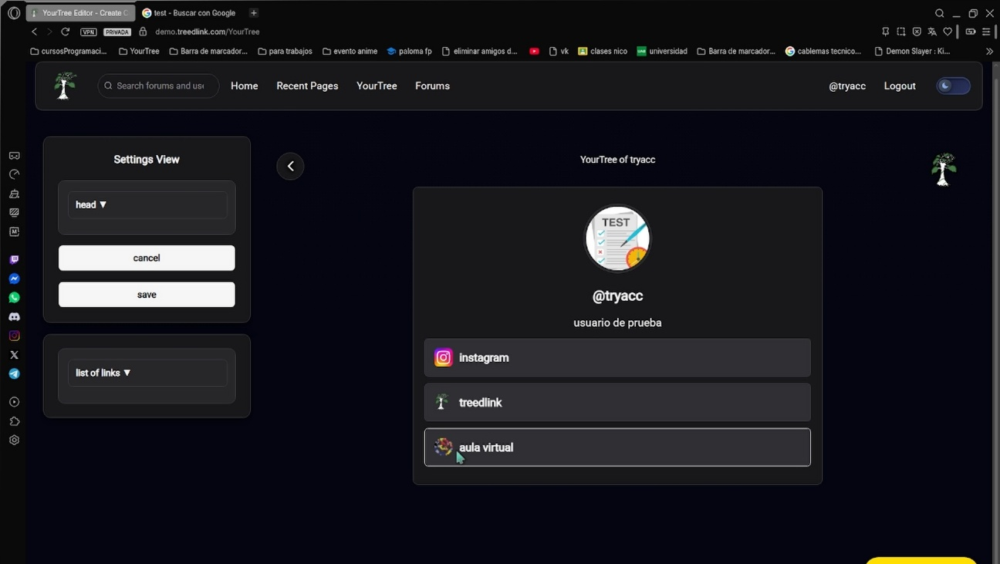 YourTree Editor - Create C
test - Buscar con Google
VPN
PRIVADA
demo.treedlink.com/YourTree
cursosProgramaci...
YourTree
Barra de marcador...
para trabajos
evento anime
paloma fp
eliminar amigos d...
vk
clases nico
universidad
Barra de marcador...
cablemas tecnico...
Demon Slayer : Ki...
Search forums and use
Home
Recent Pages
YourTree
Forums
@tryacc
Logout
Settings View
head ▼
cancel
save
list of links ▼
YourTree of tryacc
TEST
@tryacc
usuario de prueba
instagram
treedlink
aula virtual